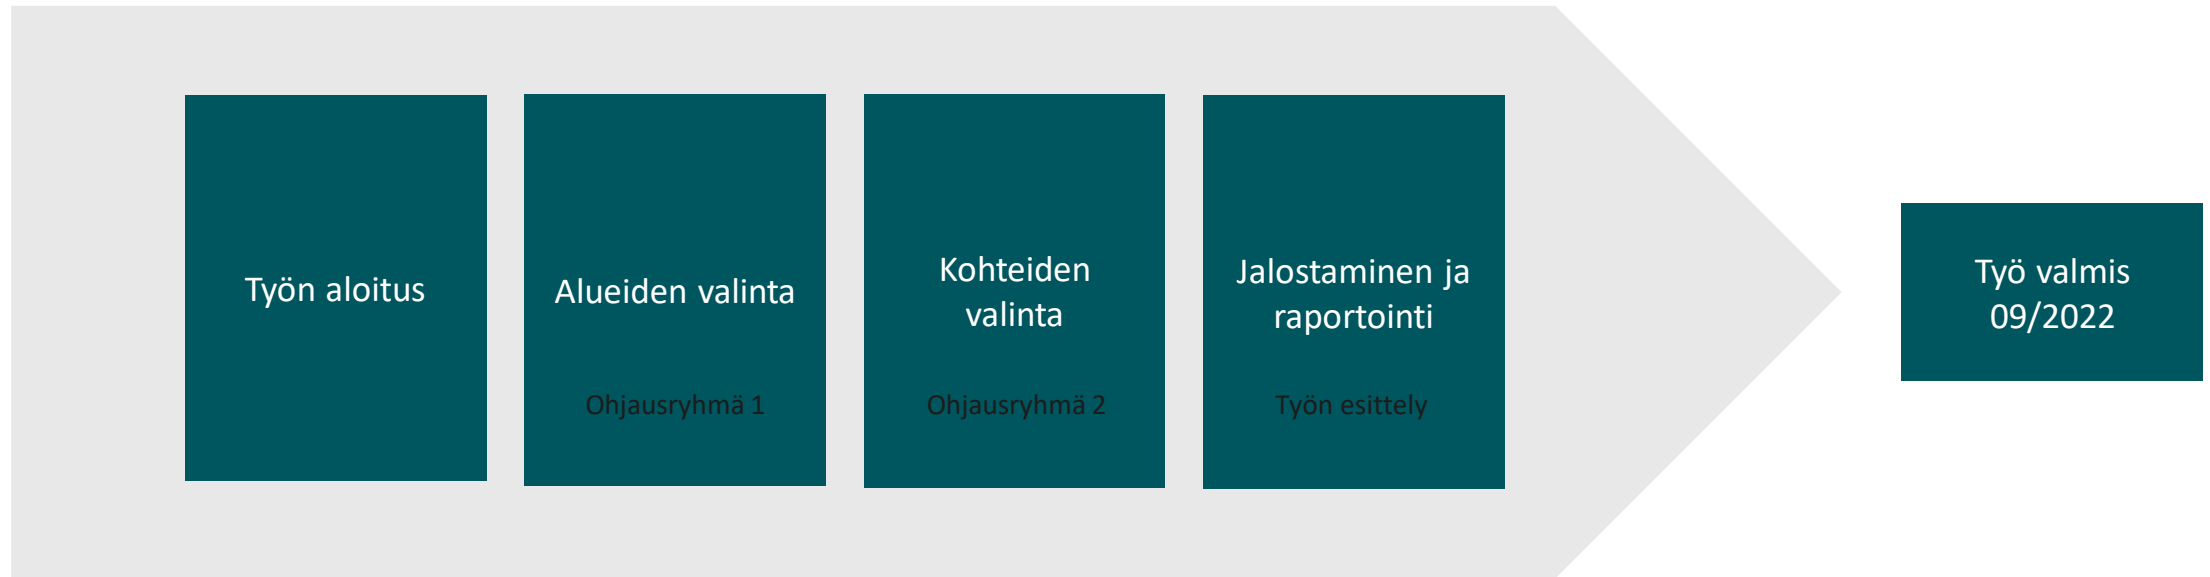 Työn aloitus
Alueiden valinta
Ohjausryhmä 1
Kohteiden
valinta
Ohjausryhmä 2
Jalostaminen ja
raportointi
Työn esittely
Työ valmis
09/2022